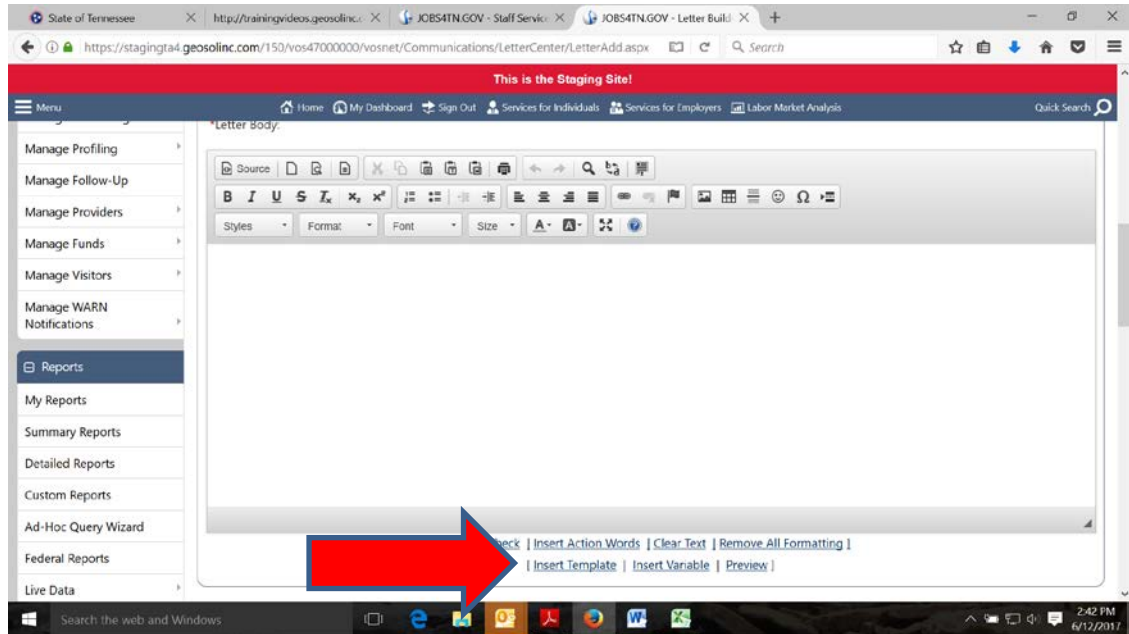 State of Tennessee
http://trainingvideos.geosolinc.c
JOBS4TN.GOV - Staff Service
JOBS4TN.GOV - Letter Build
https://stagingta4.geosolinc.com/150/vos47000000/vosnet/Communications/LetterCenter/LetterAdd.aspx
Search
This is the Staging Site!
Menu
Home My Dashboard Sign Out Services for Individuals Services for Employers Labor Market Analysis
Quick Search
*Letter Body:
Manage Profiling
Manage Follow-Up
Manage Providers
Manage Funds
Manage Visitors
Manage WARN
Notifications
Reports
My Reports
Summary Reports
Detailed Reports
Custom Reports
Ad-Hoc Query Wizard
Federal Reports
Live Data
Source
B I U S Ix x₂ x²
Styles Format Font Size A A
| Insert Action Words | Clear Text | Remove All Formatting ]
[ Insert Template | Insert Variable | Preview ]
Search the web and Windows
2:42 PM
6/12/2017